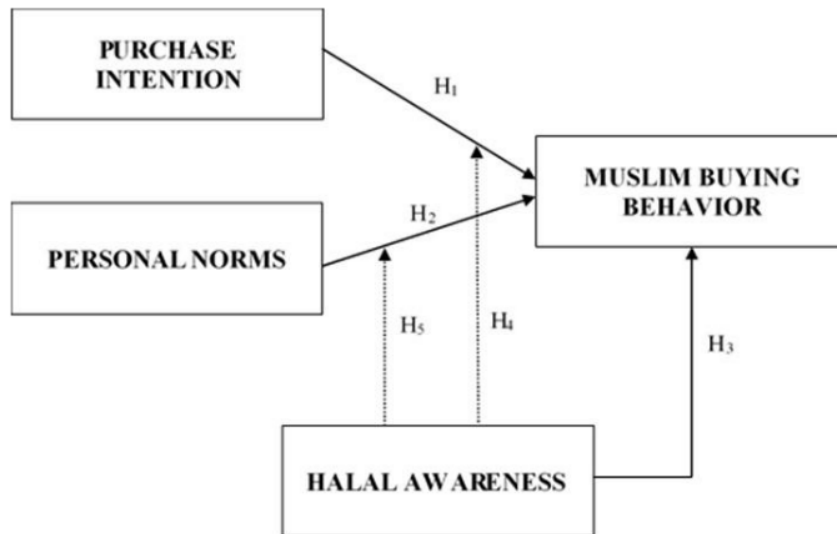 PURCHASE
INTENTION
H₁
MUSLIM BUYING
BEHAVIOR
H₂
PERSONAL NORMS
H₅
H₄
H₃
HALAL AWARENESS